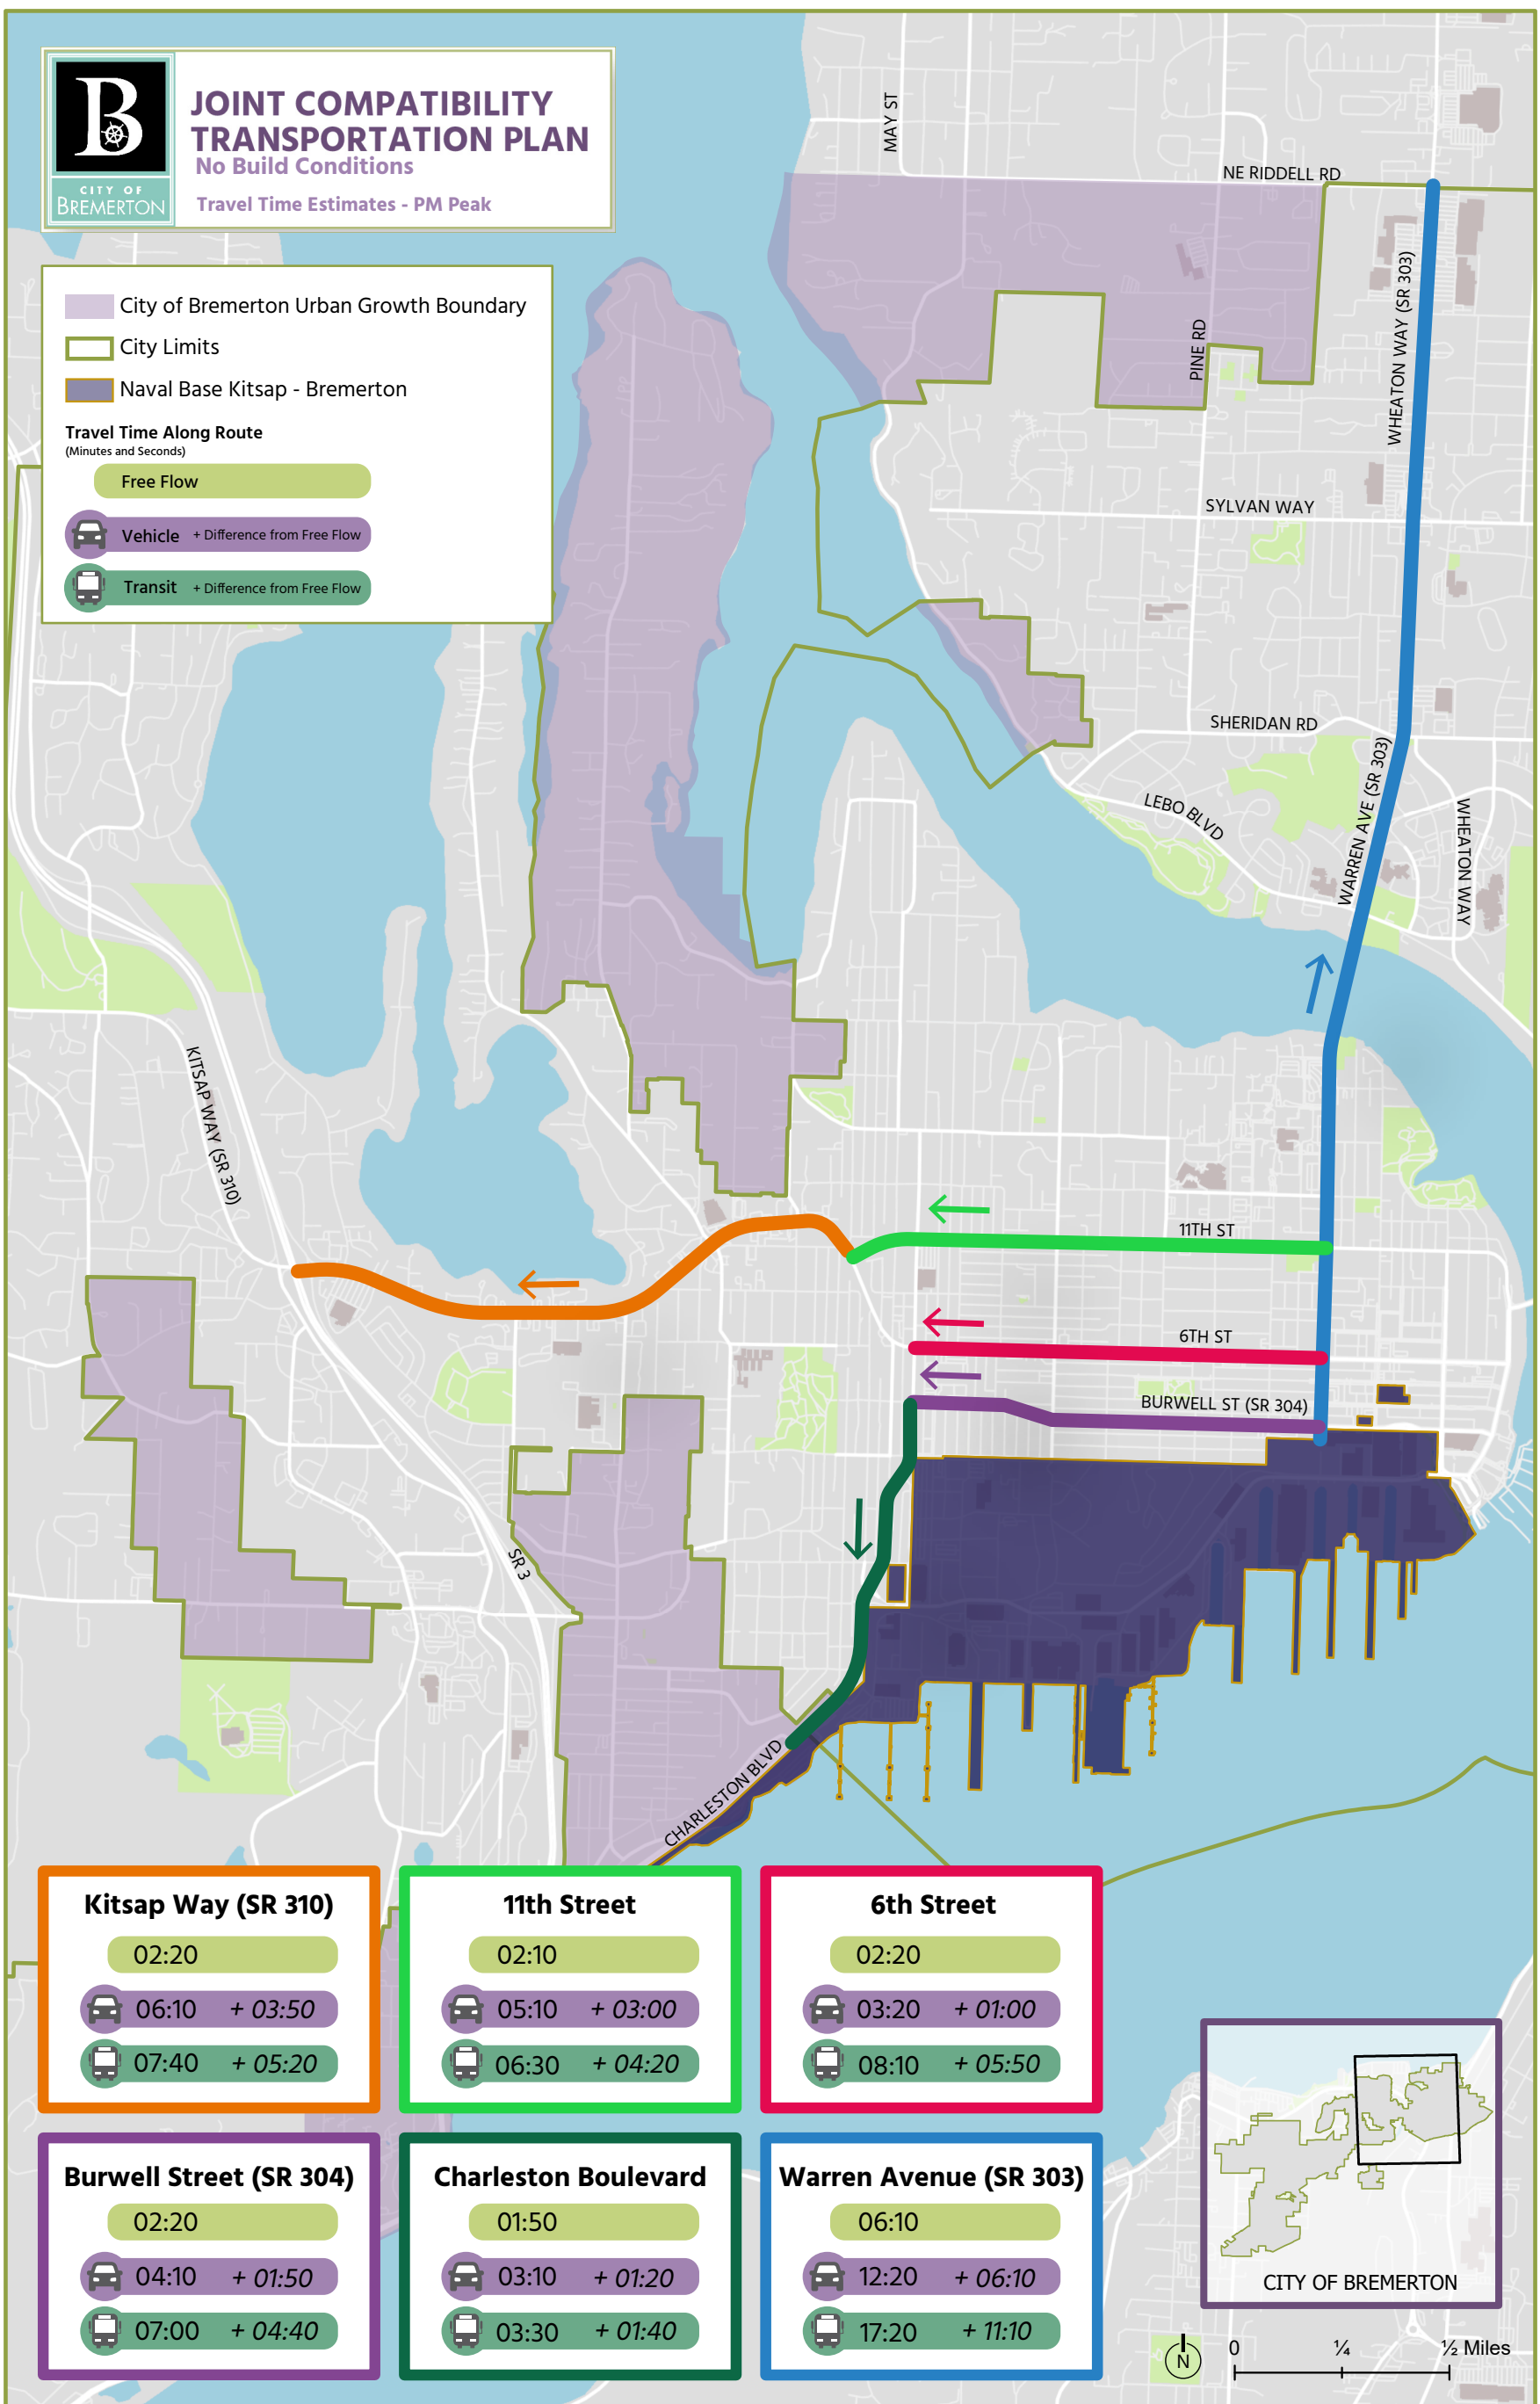 B
CITY OF
BREMERTON
JOINT COMPATIBILITY
TRANSPORTATION PLAN
No Build Conditions
Travel Time Estimates - PM Peak
City of Bremerton Urban Growth Boundary
City Limits
Naval Base Kitsap - Bremerton
Travel Time Along Route
(Minutes and Seconds)
Free Flow
Vehicle + Difference from Free Flow
Transit + Difference from Free Flow
MAY ST
NE RIDDELL RD
PINE RD
WHEATON WAY (SR 303)
SYLVAN WAY
SHERIDAN RD
LEBO BLVD
WARREN AVE (SR 303)
WHEATON WAY
KITSAP WAY (SR 310)
11TH ST
6TH ST
BURWELL ST (SR 304)
SR 3
CHARLESTON BLVD
Kitsap Way (SR 310)
02:20
06:10 + 03:50
07:40 + 05:20
11th Street
02:10
05:10 + 03:00
06:30 + 04:20
6th Street
02:20
03:20 + 01:00
08:10 + 05:50
Burwell Street (SR 304)
02:20
04:10 + 01:50
07:00 + 04:40
Charleston Boulevard
01:50
03:10 + 01:20
03:30 + 01:40
Warren Avenue (SR 303)
06:10
12:20 + 06:10
17:20 + 11:10
CITY OF BREMERTON
N
0 ¼ ½ Miles